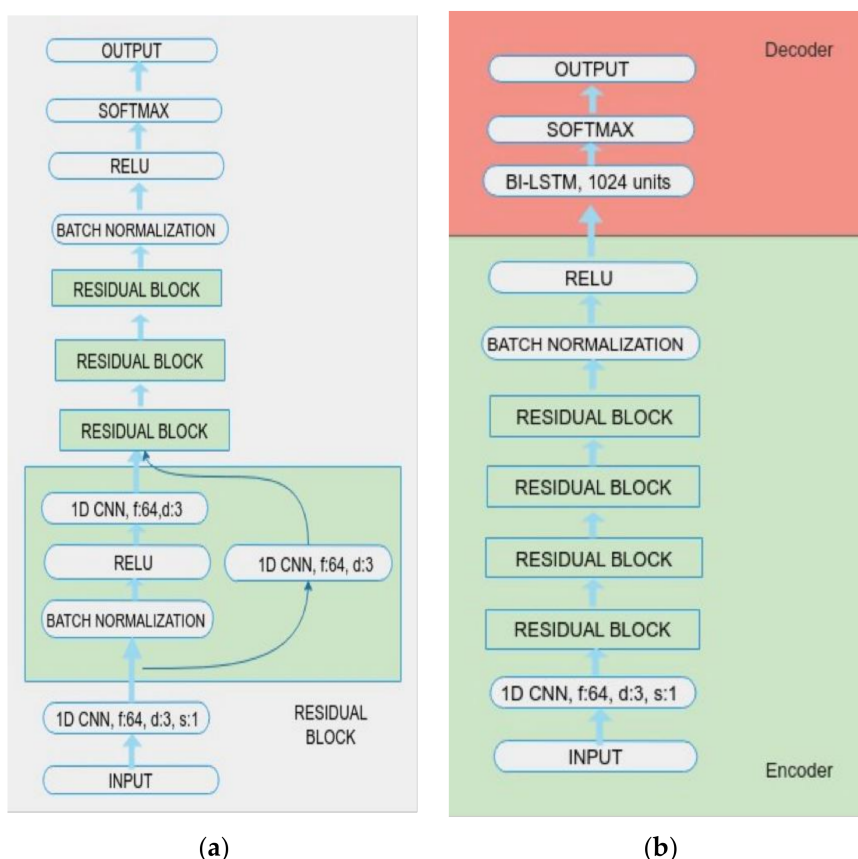 OUTPUT
SOFTMAX
RELU
BATCH NORMALIZATION
RESIDUAL BLOCK
RESIDUAL BLOCK
RESIDUAL BLOCK
1D CNN, f:64,d:3
RELU
1D CNN, f:64, d:3
BATCH NORMALIZATION
1D CNN, f:64, d:3, s:1
RESIDUAL
BLOCK
INPUT
(a)
Decoder
OUTPUT
SOFTMAX
BI-LSTM, 1024 units
RELU
BATCH NORMALIZATION
RESIDUAL BLOCK
RESIDUAL BLOCK
RESIDUAL BLOCK
RESIDUAL BLOCK
1D CNN, f:64, d:3, s:1
INPUT
Encoder
(b)